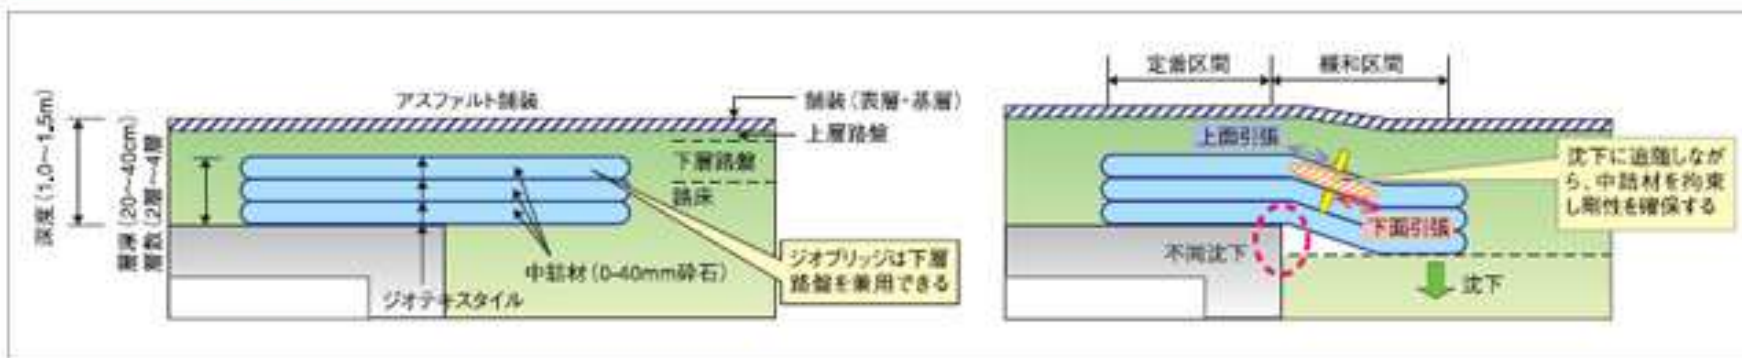 アスファルト舗装
舗装(表層・基層)
上層路盤
下層路盤
路床
深度(1.0〜1.5m)
層厚(20〜40cm)
層数(2層〜4層)
中詰材(0-40mm砕石)
ジオテキスタイル
ジオブリッジは下層
路盤を兼用できる
定着区間
緩和区間
上面引張
下面引張
沈下に追随しなが
ら、中詰材を拘束
し剛性を確保する
不同沈下
沈下